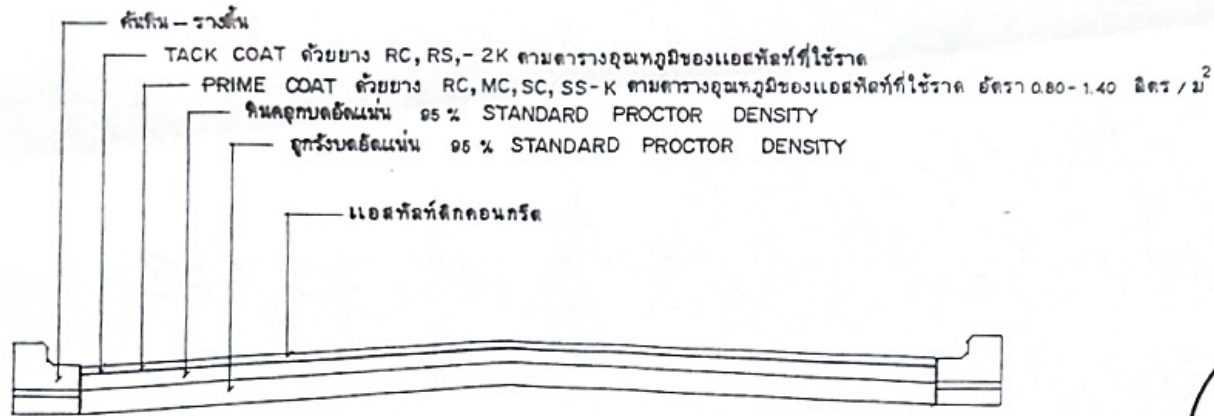 คันหิน - รางตื้น
TACK COAT ด้วยยาง RC, RS, - 2K ตามตารางอุณหภูมิของแอสฟัลท์ที่ใช้ราด
PRIME COAT ด้วยยาง RC, MC, SC, SS-K ตามตารางอุณหภูมิของแอสฟัลท์ที่ใช้ราด อัตรา 0.80 - 1.40 ลิตร / ม²
หินคลุกบดอัดแน่น 95 % STANDARD PROCTOR DENSITY
ลูกรังบดอัดแน่น 95 % STANDARD PROCTOR DENSITY
แอสฟัลท์ติกคอนกรีต